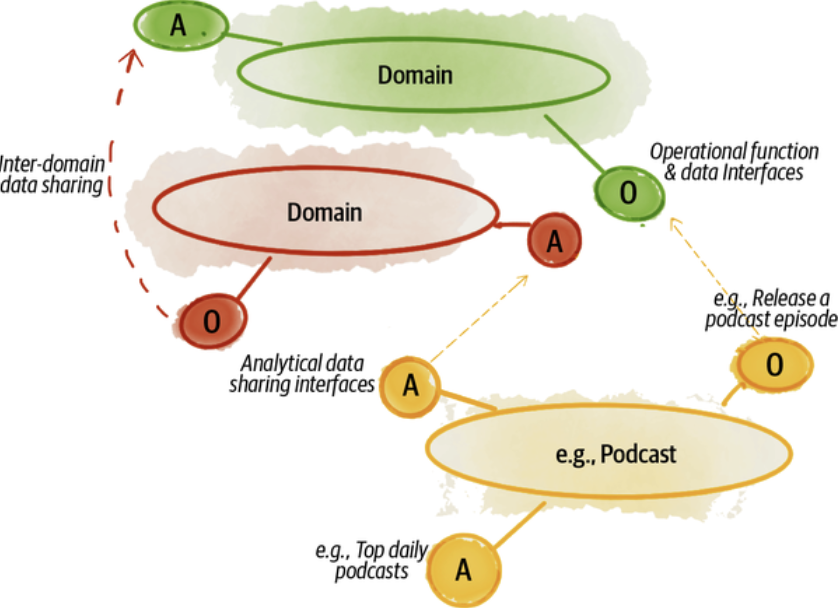 A
Domain
Operational function
& data Interfaces
Inter-domain
data sharing
Domain
O
A
e.g., Release a
podcast episode
O
Analytical data
sharing interfaces
A
O
e.g., Podcast
e.g., Top daily
podcasts
A